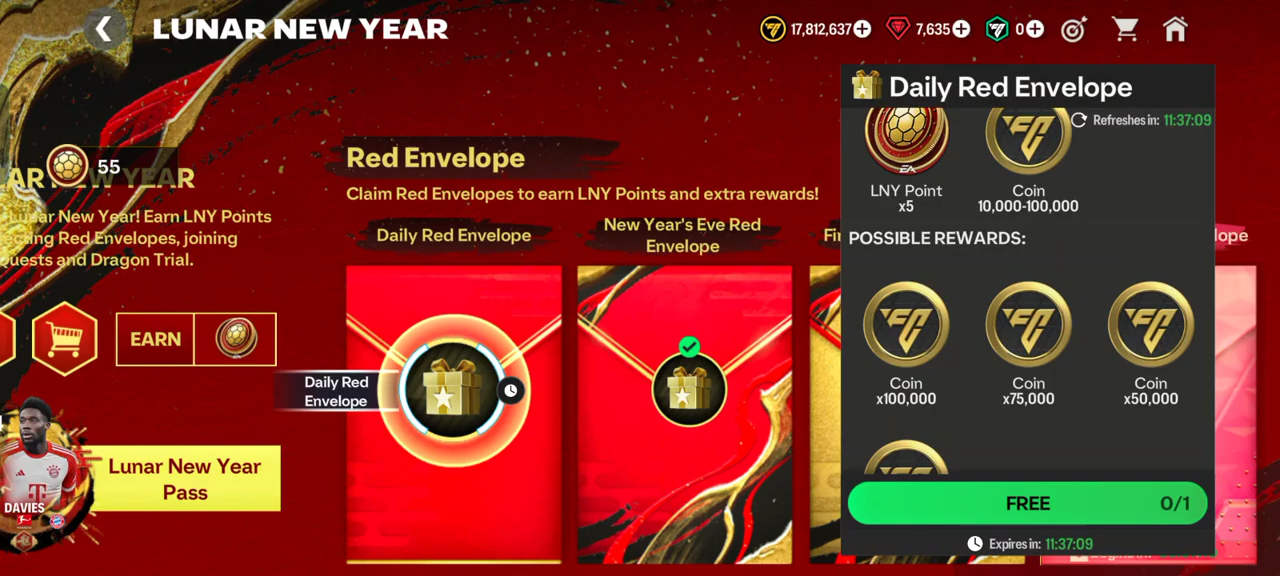 LUNAR NEW YEAR
17,812,637
7,635
0
Daily Red Envelope
Refreshes in: 11:37:09
LNY Point
x5
Coin
10,000-100,000
POSSIBLE REWARDS:
Coin
x100,000
Coin
x75,000
Coin
x50,000
FREE
0/1
Expires in: 11:37:09
55
YEAR
Lunar New Year! Earn LNY Points
Red Envelopes, joining
and Dragon Trial.
EARN
DAVIES
Lunar New Year
Pass
Red Envelope
Claim Red Envelopes to earn LNY Points and extra rewards!
Daily Red Envelope
New Year's Eve Red
Envelope
Daily Red
Envelope